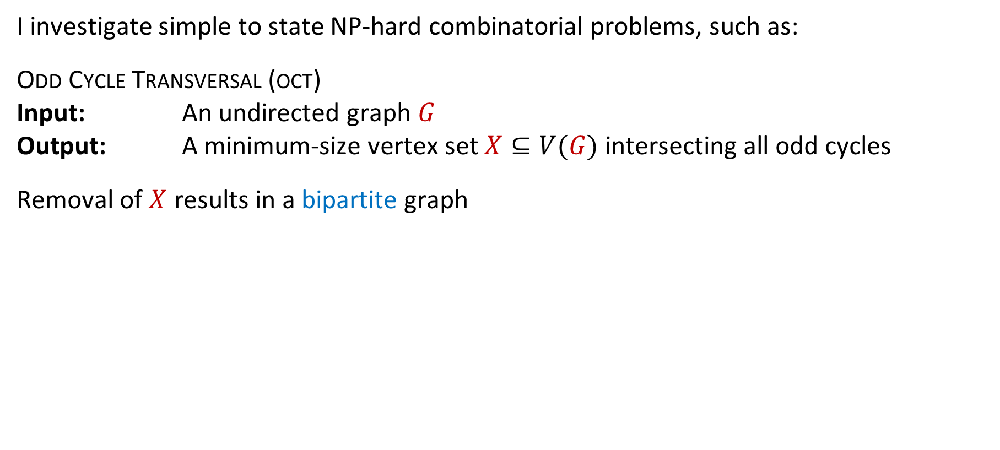 I investigate simple to state NP-hard combinatorial problems, such as:
ODD CYCLE TRANSVERSAL (OCT)
Input: An undirected graph G
Output: A minimum-size vertex set X ⊆ V(G) intersecting all odd cycles
Removal of X results in a bipartite graph